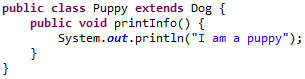 public class Puppy extends Dog {
    public void printInfo() {
        System.out.println("I am a puppy");
    }
}